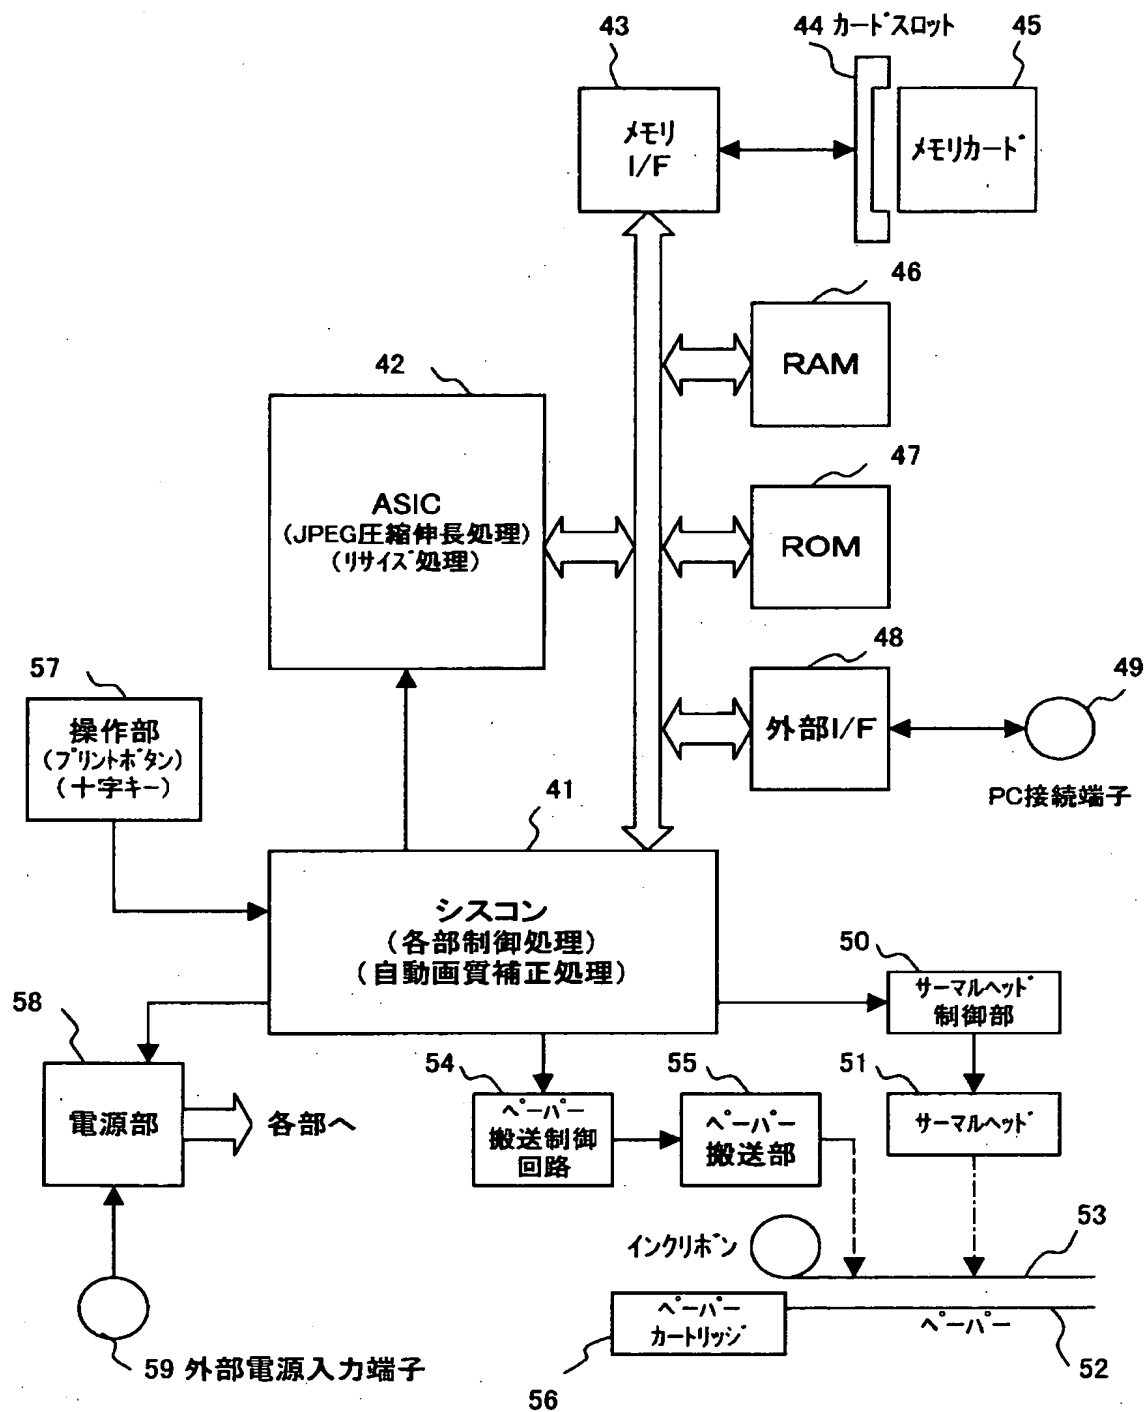 43
44 カードスロット
45
メモリ
I/F
メモリカード
46
RAM
42
ASIC
(JPEG圧縮伸長処理)
(リサイズ処理)
47
ROM
48
外部I/F
49
PC接続端子
57
操作部
(プリントボタン)
(十字キー)
41
シスコン
(各部制御処理)
(自動画質補正処理)
50
サーマルヘッド
制御部
58
電源部
各部へ
54
ペーパー
搬送制御
回路
55
ペーパー
搬送部
51
サーマルヘッド
インクリボン
53
ペーパー
カートリッジ
ペーパー
52
56
59 外部電源入力端子